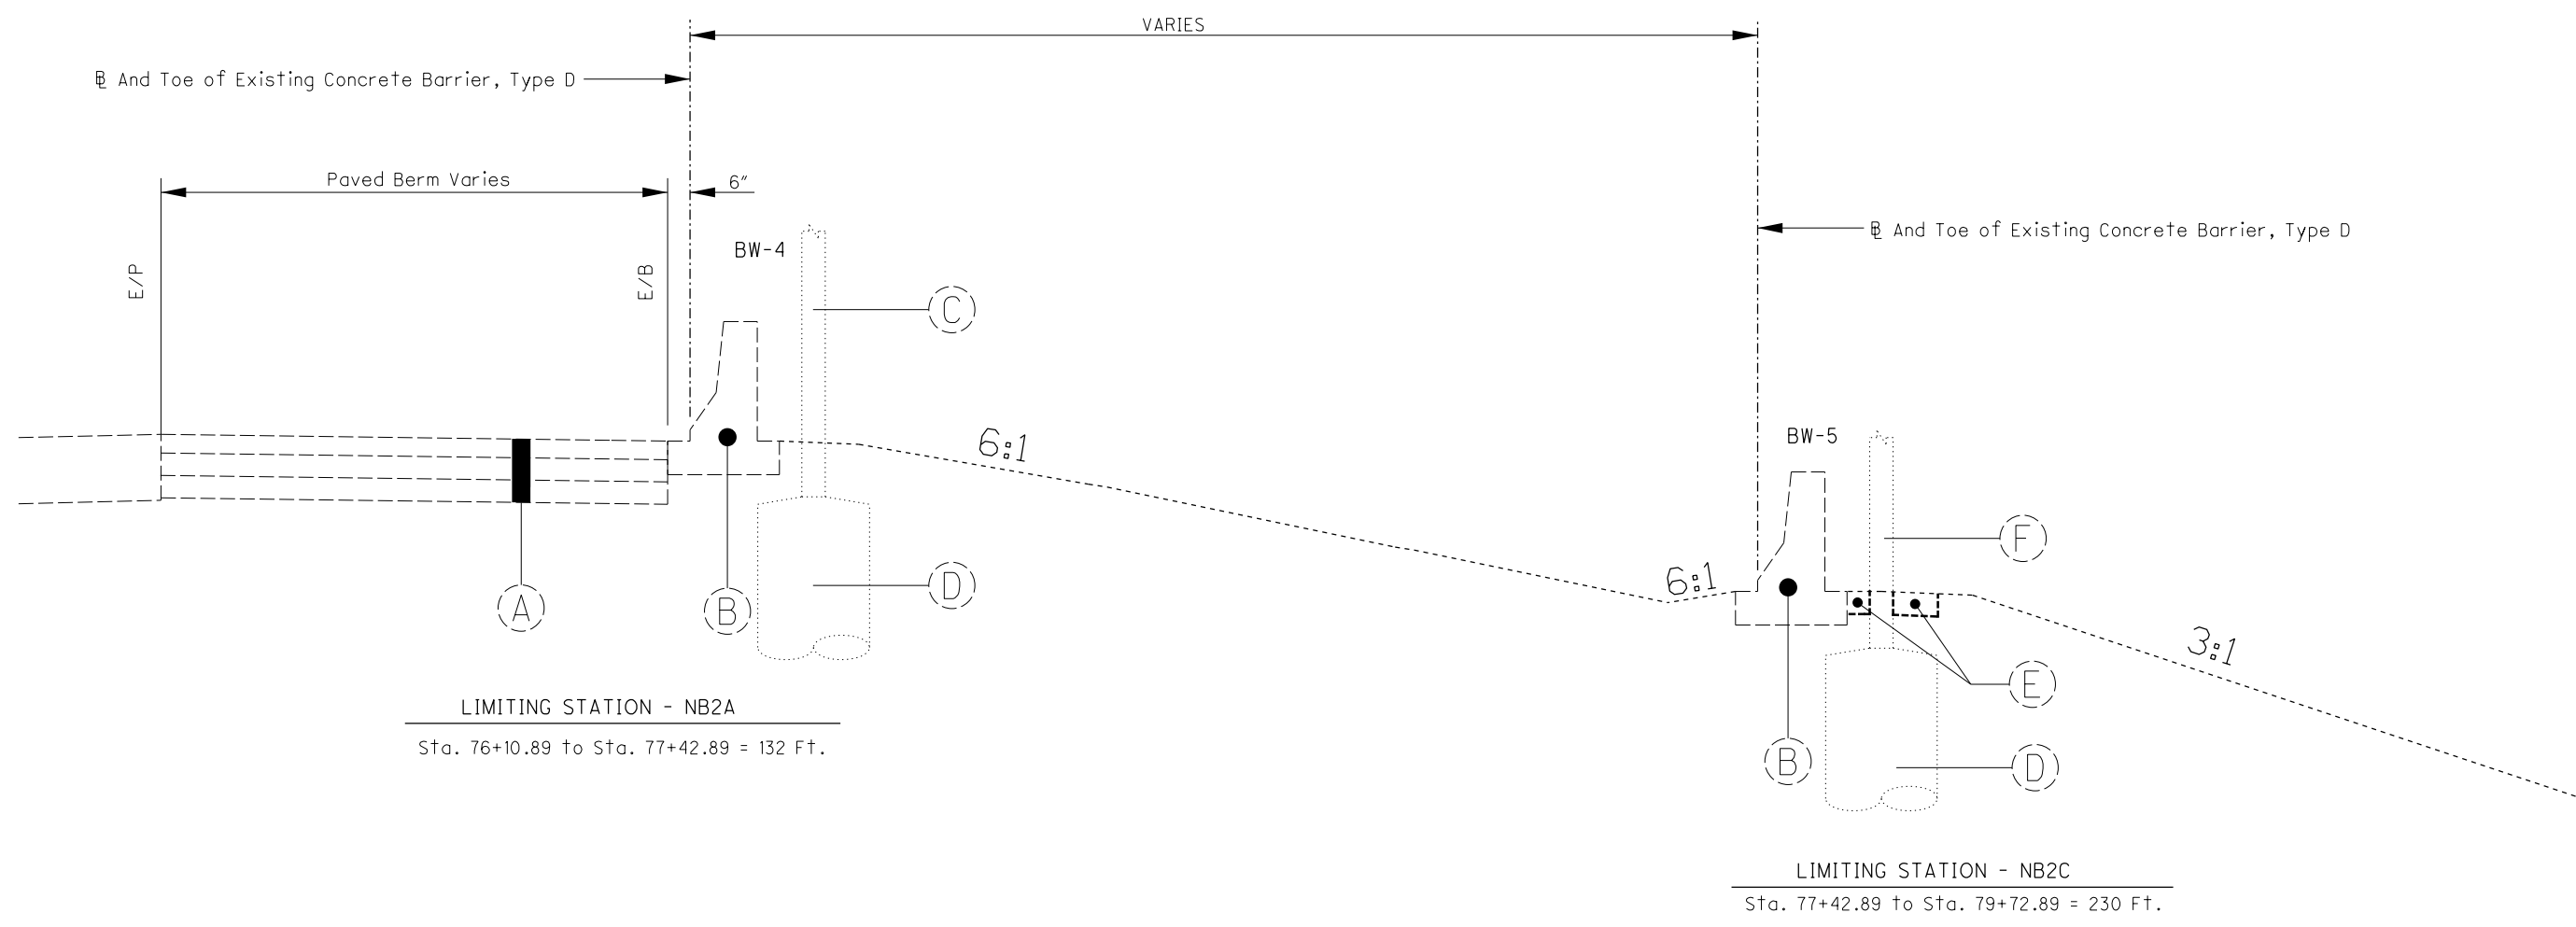 VARIES
℄ And Toe of Existing Concrete Barrier, Type D
Paved Berm Varies
6"
℄ And Toe of Existing Concrete Barrier, Type D
BW-4
E/P
E/B
C
BW-5
6:1
F
6:1
A
B
D
3:1
E
LIMITING STATION - NB2A
Sta. 76+10.89 to Sta. 77+42.89 = 132 Ft.
B
D
LIMITING STATION - NB2C
Sta. 77+42.89 to Sta. 79+72.89 = 230 Ft.